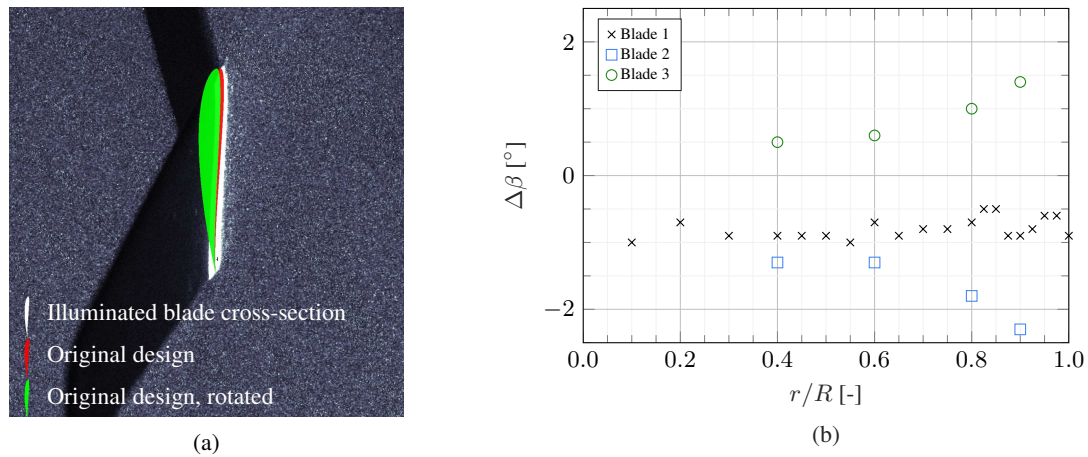 Illuminated blade cross-section
Original design
Original design, rotated
(a)
Blade 1
Blade 2
Blade 3
2
0
−2
Δβ [°]
0.0 0.2 0.4 0.6 0.8 1.0
r/R [-]
(b)